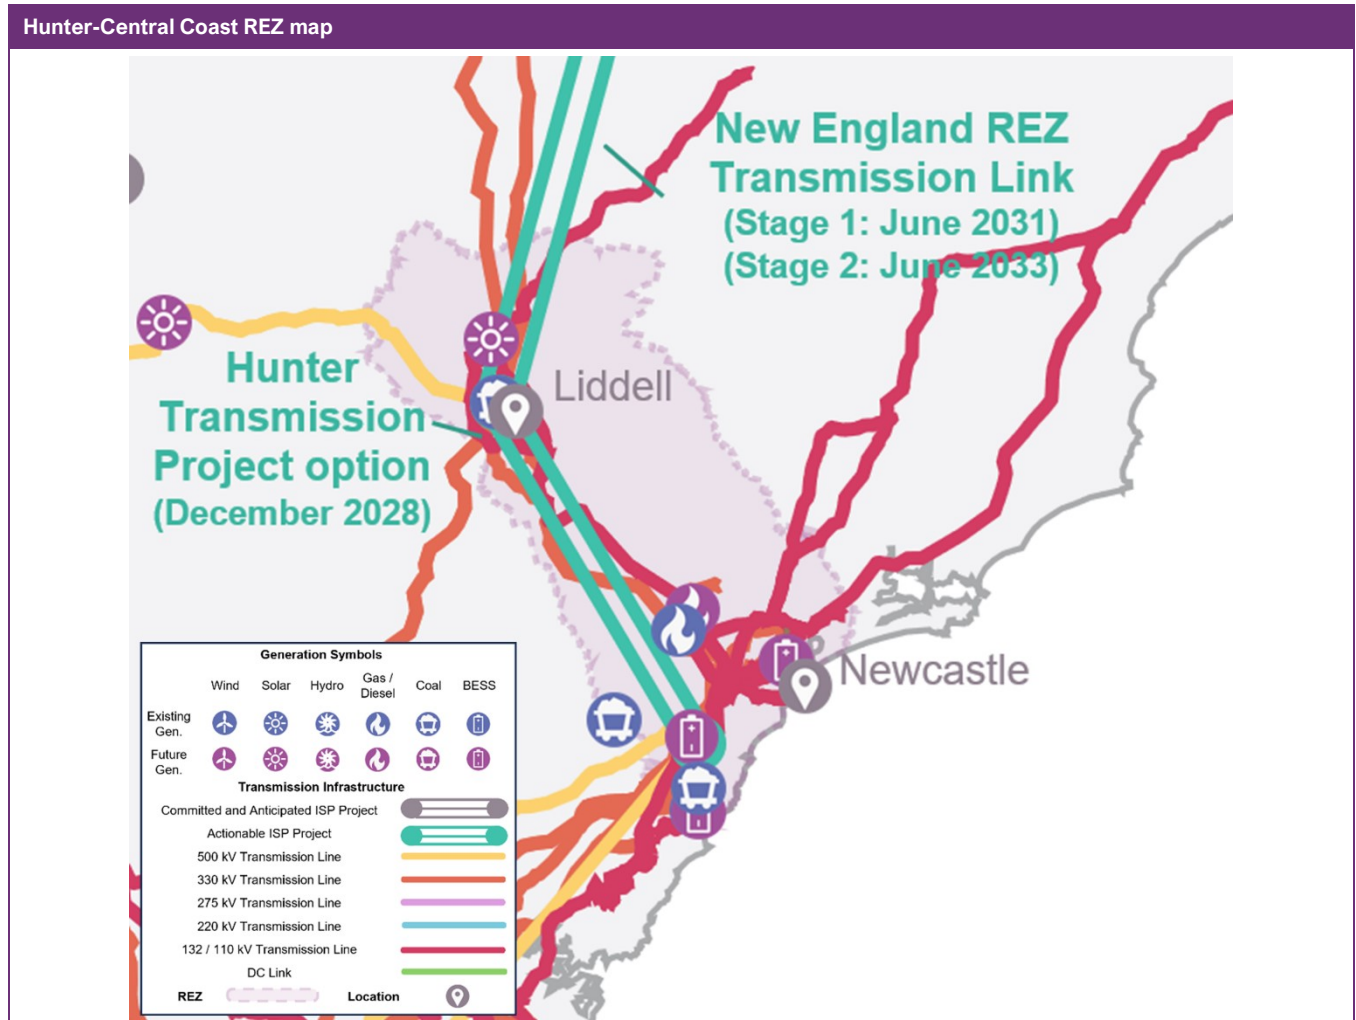 Hunter-Central Coast REZ map
New England REZ
Transmission Link
(Stage 1: June 2031)
(Stage 2: June 2033)
Hunter
Transmission
Project option
(December 2028)
Liddell
Newcastle
Generation Symbols
Wind Solar Hydro Gas / Diesel Coal BESS
Existing Gen.
Future Gen.
Transmission Infrastructure
Committed and Anticipated ISP Project
Actionable ISP Project
500 kV Transmission Line
330 kV Transmission Line
275 kV Transmission Line
220 kV Transmission Line
132 / 110 kV Transmission Line
DC Link
REZ Location